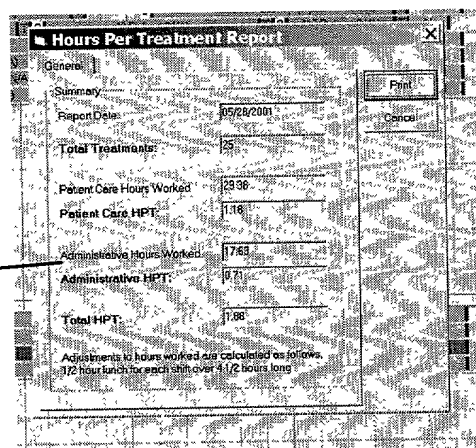 Hours Per Treatment Report
General
Summary
Print
Report Date: 05/28/2001
Cancel
Total Treatments: 25
Patient Care Hours Worked 29.38
Patient Care HPT: 1.18
Administrative Hours Worked: 17.63
Administrative HPT: 0.71
Total HPT: 1.88
Adjustments to hours worked are calculated as follows,
1/2 hour lunch for each shift over 4 1/2 hours long